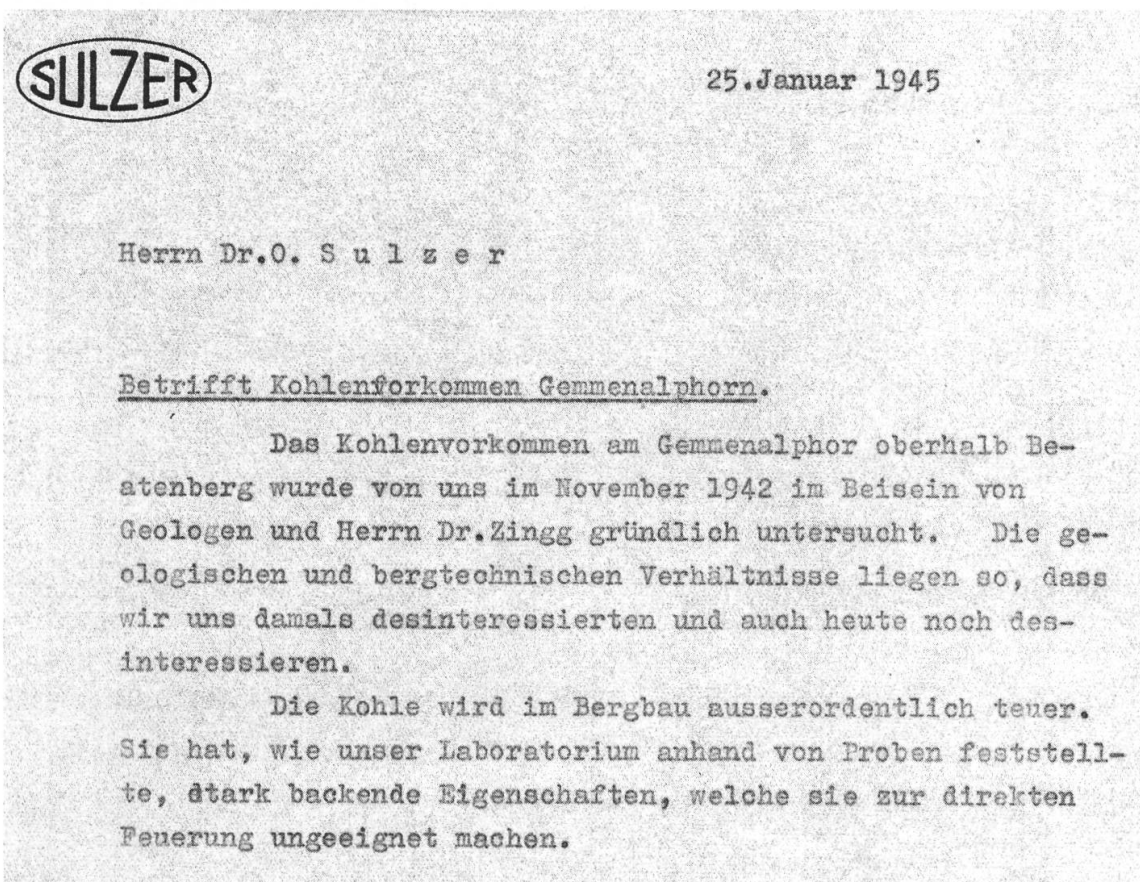 SULZER
25.Januar 1945
Herrn Dr.O. S u l z e r
Betrifft Kohlenvorkommen Gemmenalphorn.
Das Kohlenvorkommen am Gemmenalphor oberhalb Be-
atenberg wurde von uns im November 1942 im Beisein von
Geologen und Herrn Dr.Zingg gründlich untersucht. Die ge-
ologischen und bergtechnischen Verhältnisse liegen so, dass
wir uns damals desinteressierten und auch heute noch des-
interessieren.
Die Kohle wird im Bergbau ausserordentlich teuer.
Sie hat, wie unser Laboratorium anhand von Proben feststell-
te, dtark backende Eigenschaften, welche sie zur direkten
Feuerung ungeeignet machen.